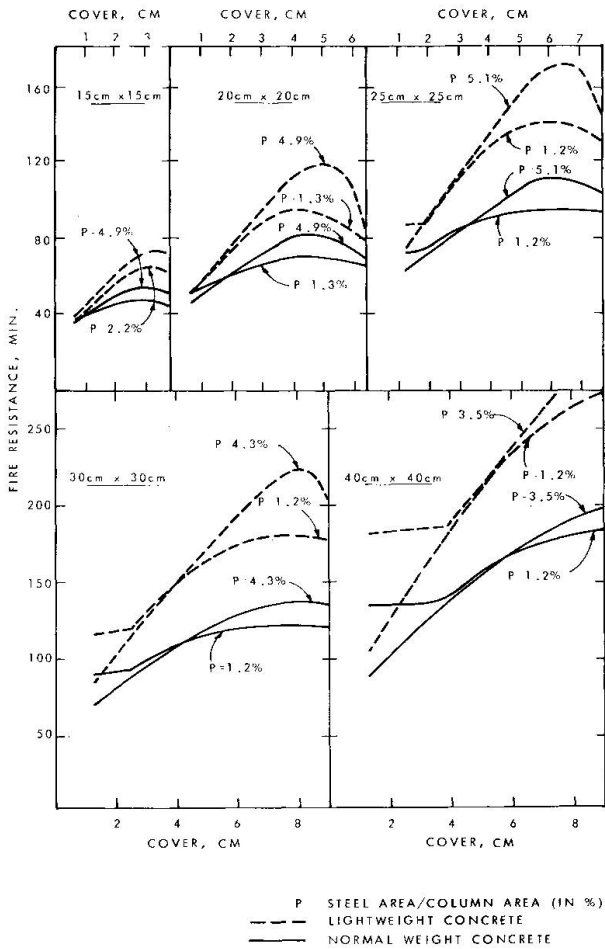 COVER, CM COVER, CM COVER, CM
1 2 3 1 2 3 4 5 6 1 2 3 4 5 6 7
160
120
80
40
15cm x15cm
P-4.9%
P 2.2%
20cm x 20cm
P 4.9%
P-1.3%
P 4.9%
P 1.3%
25cm x 25cm
P 5.1%
P 1.2%
P=5.1%
P 1.2%
FIRE RESISTANCE, MIN.
250
200
150
100
50
30cm x 30cm
P 4.3%
P 1.2%
P-4.3%
P=1.2%
40cm x 40cm
P 3.5%
P-1.2%
P-3.5%
P 1.2%
2 4 6 8 2 4 6 8
COVER, CM COVER, CM
P STEEL AREA/COLUMN AREA (IN %)
LIGHTWEIGHT CONCRETE
NORMAL WEIGHT CONCRETE